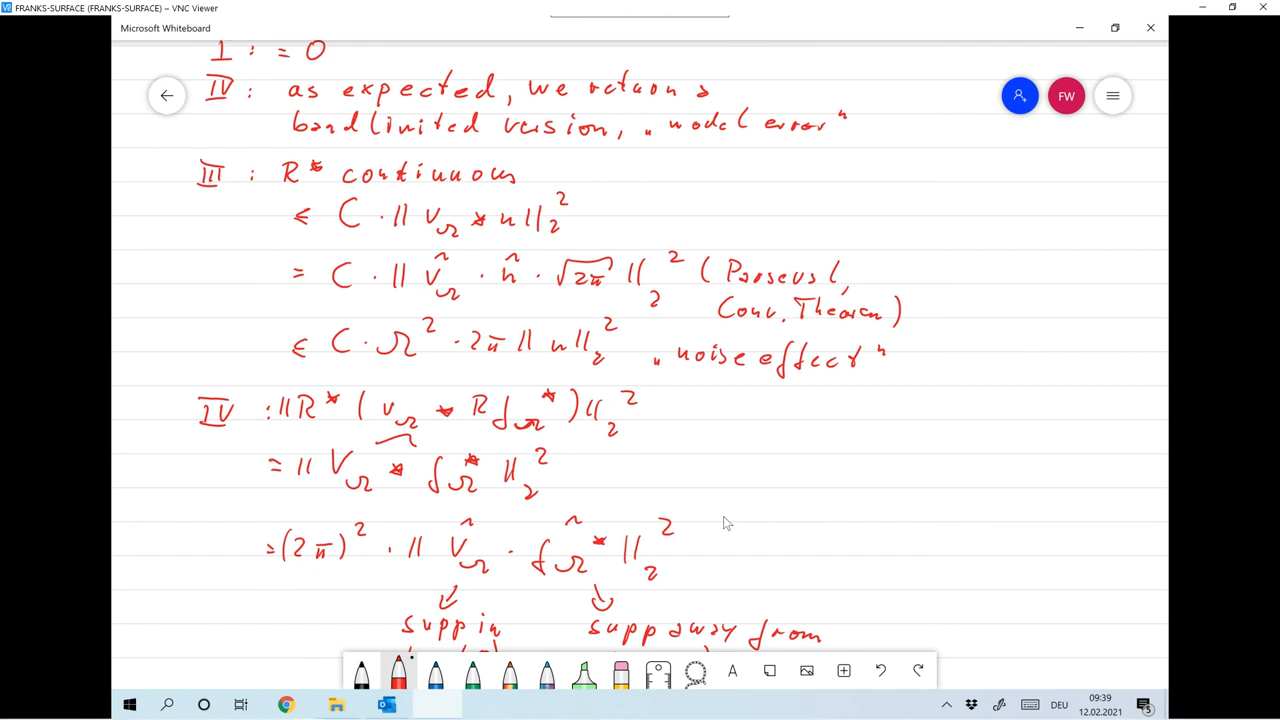 FRANKS-SURFACE (FRANKS-SURFACE) – VNC Viewer
Microsoft Whiteboard
I : = 0
IV : as expected, we return a
bandlimited version, „model error"
FW
III : R* continuous
≤ C · || v_Ω * n ||₂²
= C · || v̂_Ω · n̂ · √2π ||₂² ( Parseval,
Conv. Theorem )
≤ C · Ω² · 2π || n ||₂² „noise effect"
IV : || R* ( v_Ω * R f_Ω* ) ||₂²
= || V_Ω * f_Ω* ||₂²
= (2π)² · || V̂_Ω · f̂_Ω* ||₂²
supp in supp away from
A
DEU
09:39
12.02.2021
5